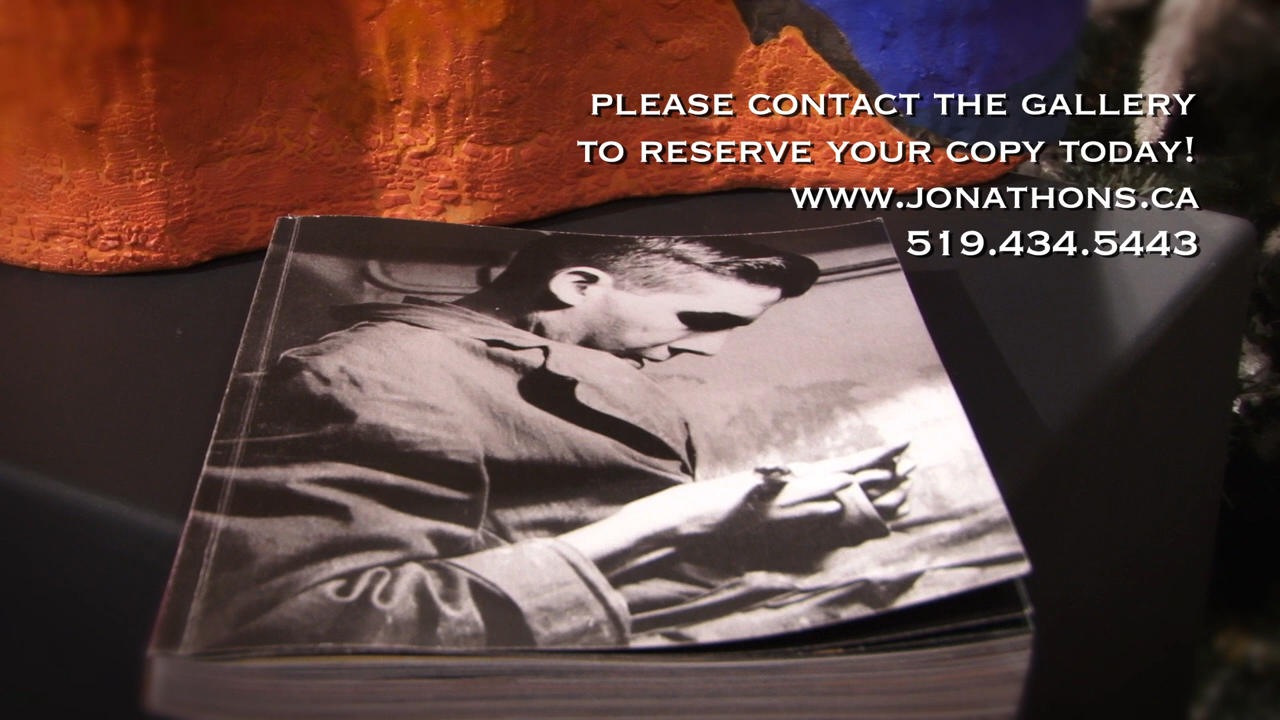 PLEASE CONTACT THE GALLERY
TO RESERVE YOUR COPY TODAY!
WWW.JONATHONS.CA
519.434.5443